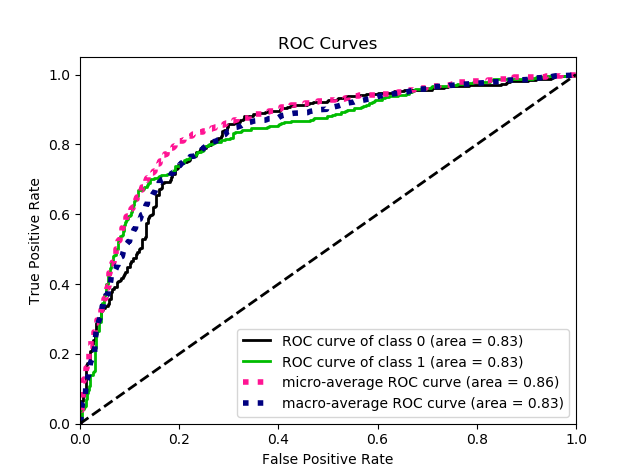 ROC Curves
True Positive Rate
1.0
0.8
0.6
0.4
0.2
0.0
ROC curve of class 0 (area = 0.83)
ROC curve of class 1 (area = 0.83)
micro-average ROC curve (area = 0.86)
macro-average ROC curve (area = 0.83)
0.0 0.2 0.4 0.6 0.8 1.0
False Positive Rate